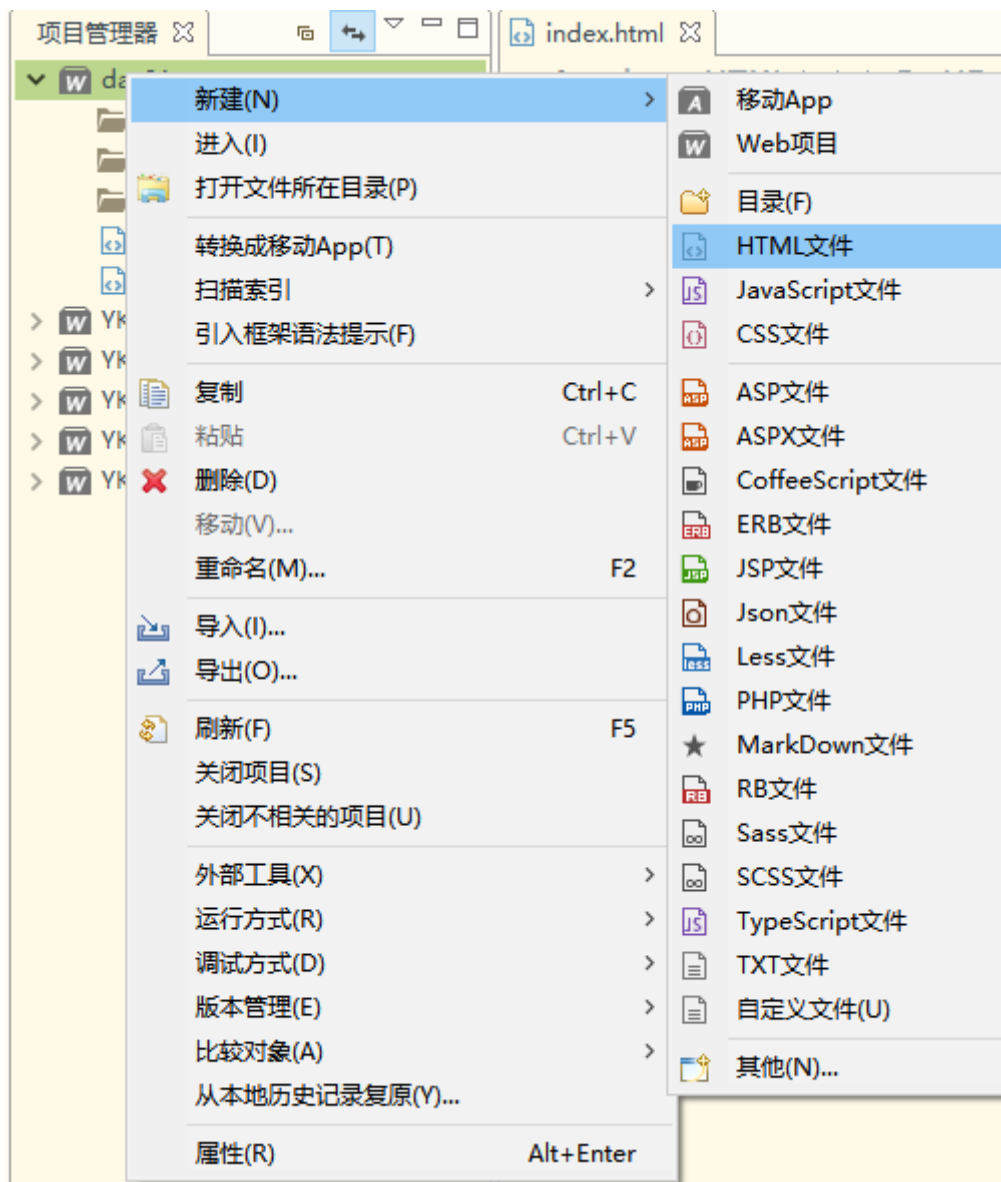 项目管理器
index.html
新建(N)
进入(I)
打开文件所在目录(P)
转换成移动App(T)
扫描索引
引入框架语法提示(F)
复制 Ctrl+C
粘贴 Ctrl+V
删除(D)
移动(V)...
重命名(M)... F2
导入(I)...
导出(O)...
刷新(F) F5
关闭项目(S)
关闭不相关的项目(U)
外部工具(X)
运行方式(R)
调试方式(D)
版本管理(E)
比较对象(A)
从本地历史记录复原(Y)...
属性(R) Alt+Enter
移动App
Web项目
目录(F)
HTML文件
JavaScript文件
CSS文件
ASP文件
ASPX文件
CoffeeScript文件
ERB文件
JSP文件
Json文件
Less文件
PHP文件
MarkDown文件
RB文件
Sass文件
SCSS文件
TypeScript文件
TXT文件
自定义文件(U)
其他(N)...